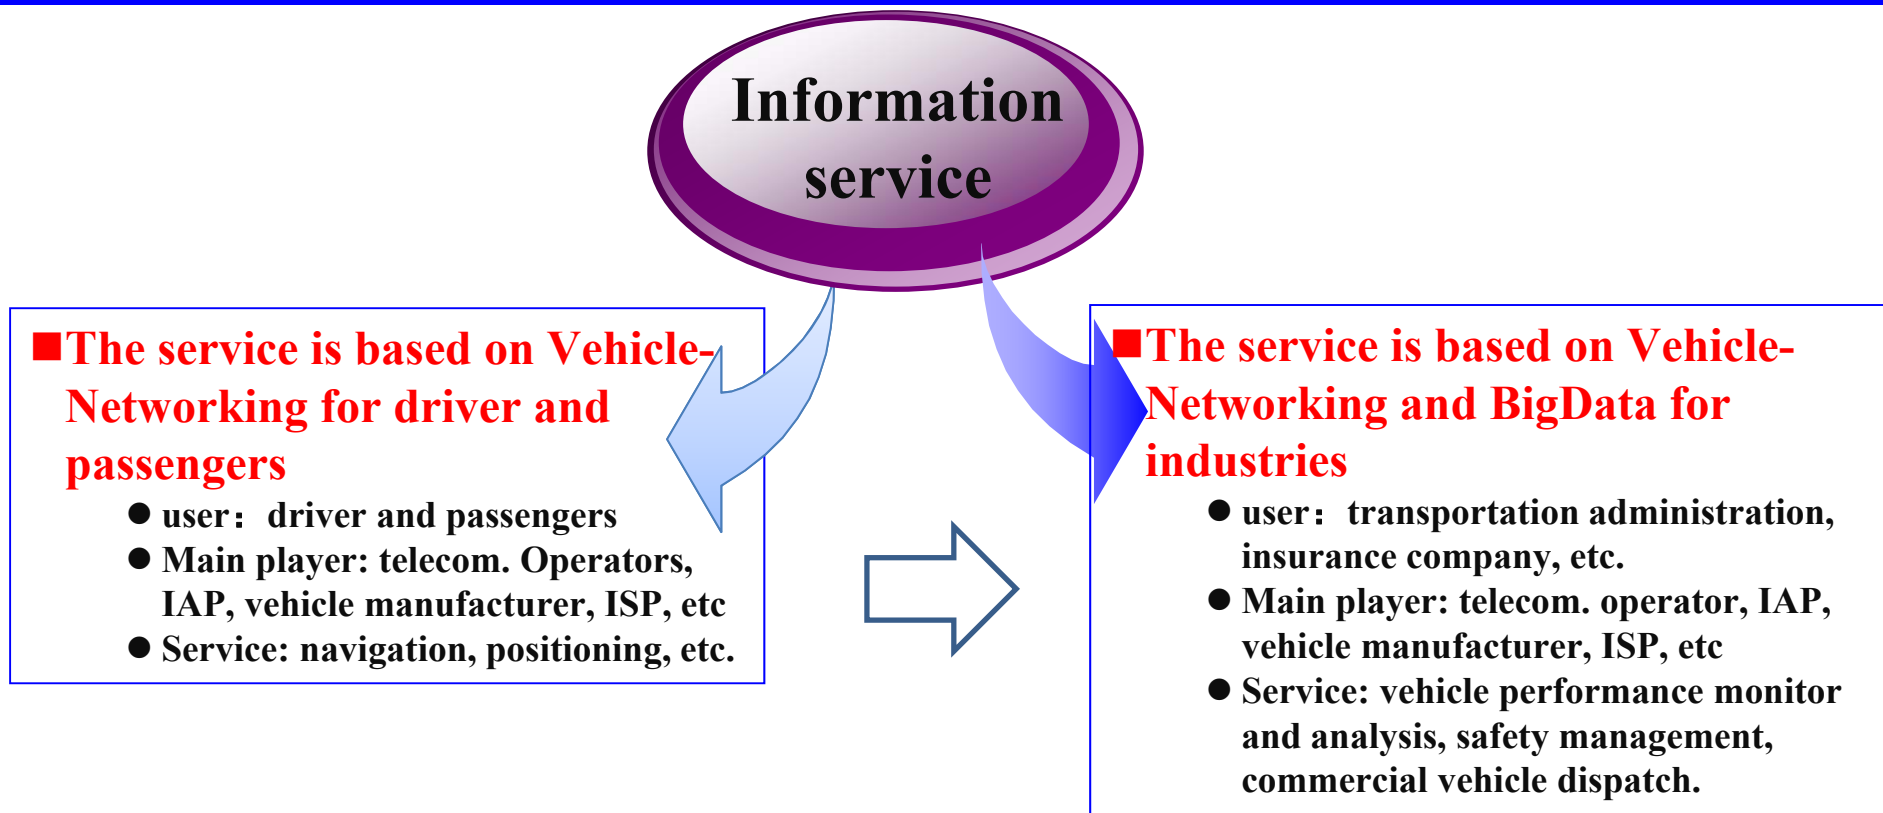 Information
service
■The service is based on Vehicle-
Networking for driver and
passengers
● user：driver and passengers
● Main player: telecom. Operators,
IAP, vehicle manufacturer, ISP, etc
● Service: navigation, positioning, etc.
■The service is based on Vehicle-
Networking and BigData for
industries
● user：transportation administration,
insurance company, etc.
● Main player: telecom. operator, IAP,
vehicle manufacturer, ISP, etc
● Service: vehicle performance monitor
and analysis, safety management,
commercial vehicle dispatch.